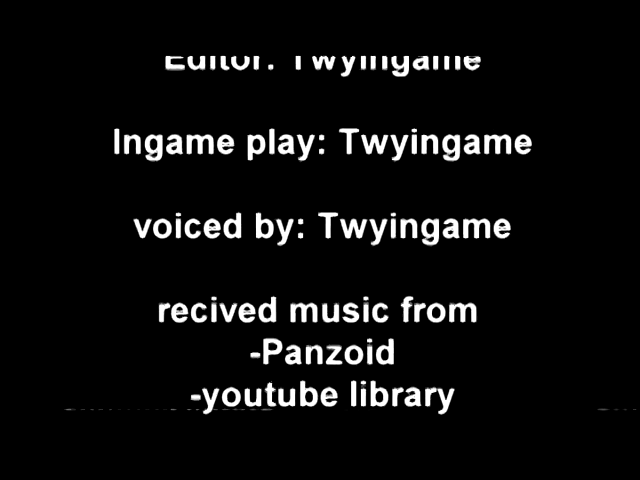 Editor: Twyingame
Ingame play: Twyingame
voiced by: Twyingame
recived music from
-Panzoid
-youtube library